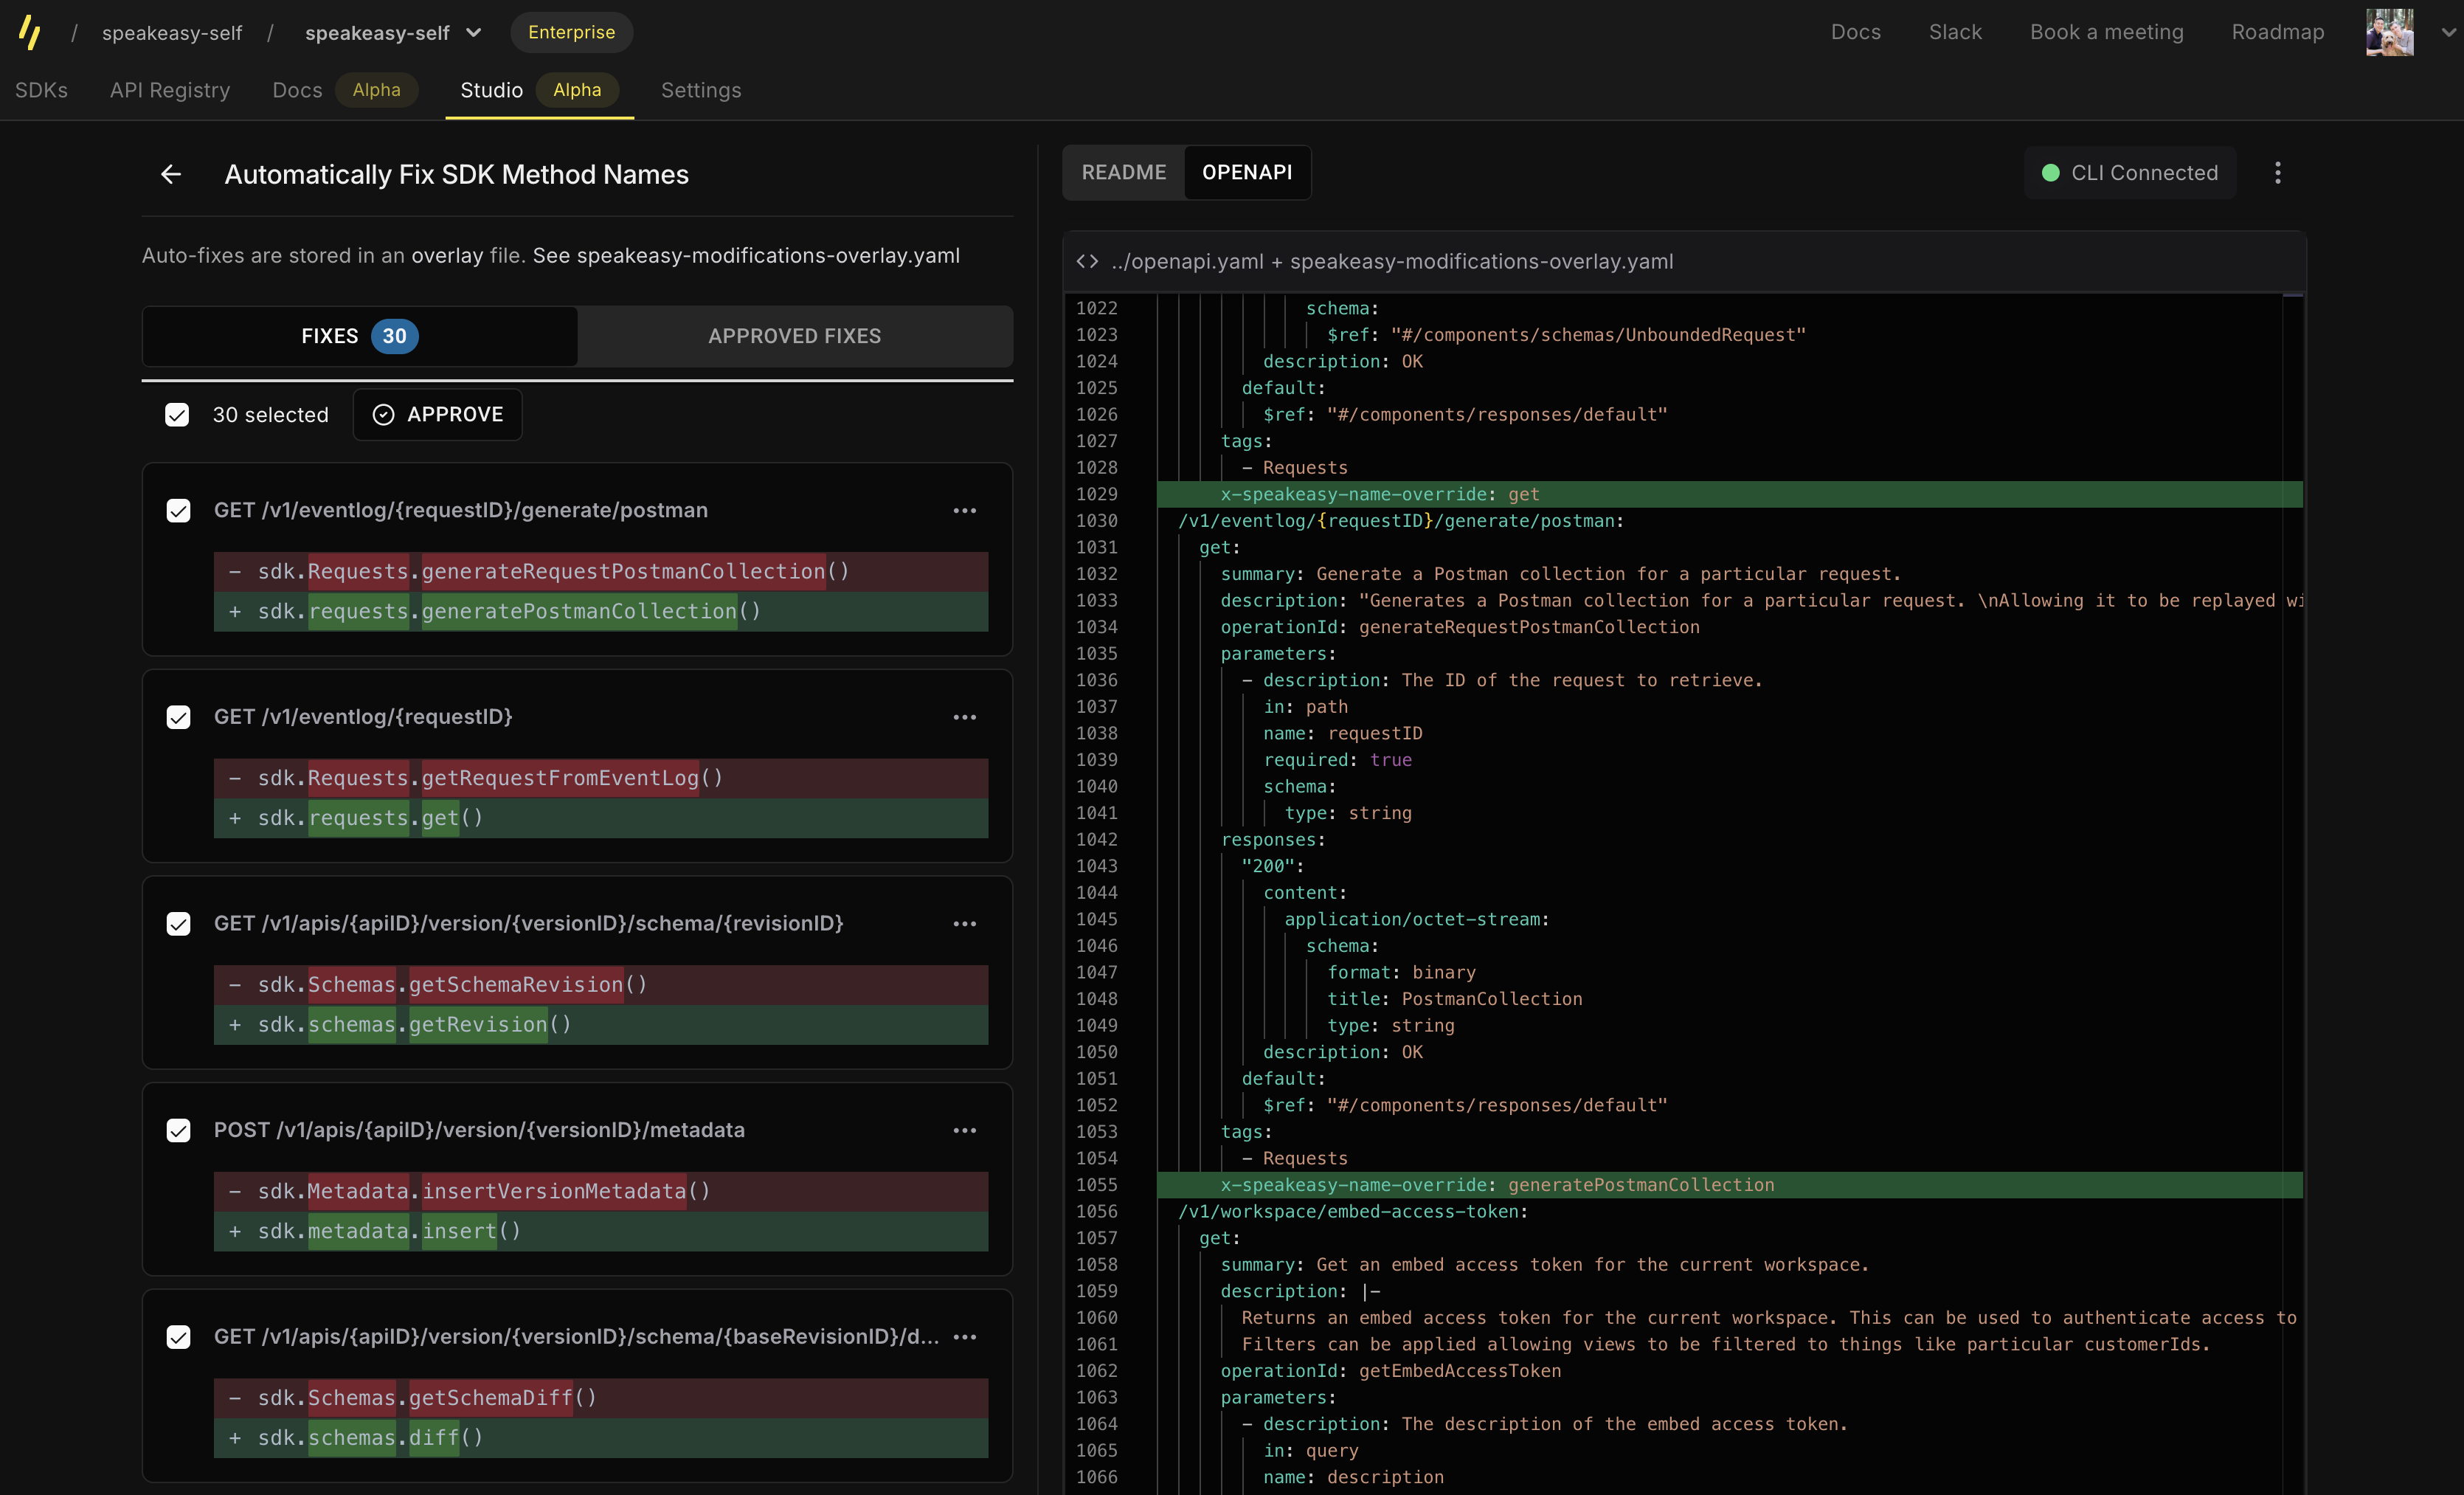 / speakeasy-self / speakeasy-self Enterprise Docs Slack Book a meeting Roadmap
SDKs API Registry Docs Alpha Studio Alpha Settings
Automatically Fix SDK Method Names
Auto-fixes are stored in an overlay file. See speakeasy-modifications-overlay.yaml
FIXES 30 APPROVED FIXES
30 selected APPROVE
GET /v1/eventlog/{requestID}/generate/postman
- sdk.Requests.generateRequestPostmanCollection()
+ sdk.requests.generatePostmanCollection()
GET /v1/eventlog/{requestID}
- sdk.Requests.getRequestFromEventLog()
+ sdk.requests.get()
GET /v1/apis/{apiID}/version/{versionID}/schema/{revisionID}
- sdk.Schemas.getSchemaRevision()
+ sdk.schemas.getRevision()
POST /v1/apis/{apiID}/version/{versionID}/metadata
- sdk.Metadata.insertVersionMetadata()
+ sdk.metadata.insert()
GET /v1/apis/{apiID}/version/{versionID}/schema/{baseRevisionID}/d...
- sdk.Schemas.getSchemaDiff()
+ sdk.schemas.diff()
README OPENAPI CLI Connected
<> ../openapi.yaml + speakeasy-modifications-overlay.yaml
1022 schema:
1023 $ref: "#/components/schemas/UnboundedRequest"
1024 description: OK
1025 default:
1026 $ref: "#/components/responses/default"
1027 tags:
1028 - Requests
1029 x-speakeasy-name-override: get
1030 /v1/eventlog/{requestID}/generate/postman:
1031 get:
1032 summary: Generate a Postman collection for a particular request.
1033 description: "Generates a Postman collection for a particular request. \nAllowing it to be replayed wi
1034 operationId: generateRequestPostmanCollection
1035 parameters:
1036 - description: The ID of the request to retrieve.
1037 in: path
1038 name: requestID
1039 required: true
1040 schema:
1041 type: string
1042 responses:
1043 "200":
1044 content:
1045 application/octet-stream:
1046 schema:
1047 format: binary
1048 title: PostmanCollection
1049 type: string
1050 description: OK
1051 default:
1052 $ref: "#/components/responses/default"
1053 tags:
1054 - Requests
1055 x-speakeasy-name-override: generatePostmanCollection
1056 /v1/workspace/embed-access-token:
1057 get:
1058 summary: Get an embed access token for the current workspace.
1059 description: |-
1060 Returns an embed access token for the current workspace. This can be used to authenticate access to
1061 Filters can be applied allowing views to be filtered to things like particular customerIds.
1062 operationId: getEmbedAccessToken
1063 parameters:
1064 - description: The description of the embed access token.
1065 in: query
1066 name: description